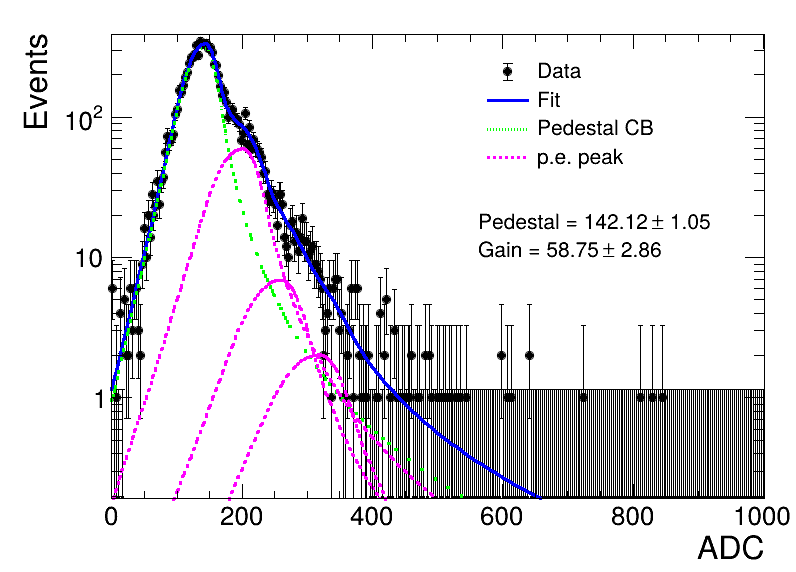 Events
10²
10
1
Data
Fit
Pedestal CB
p.e. peak
Pedestal = 142.12 ± 1.05
Gain = 58.75 ± 2.86
0 200 400 600 800 1000
ADC